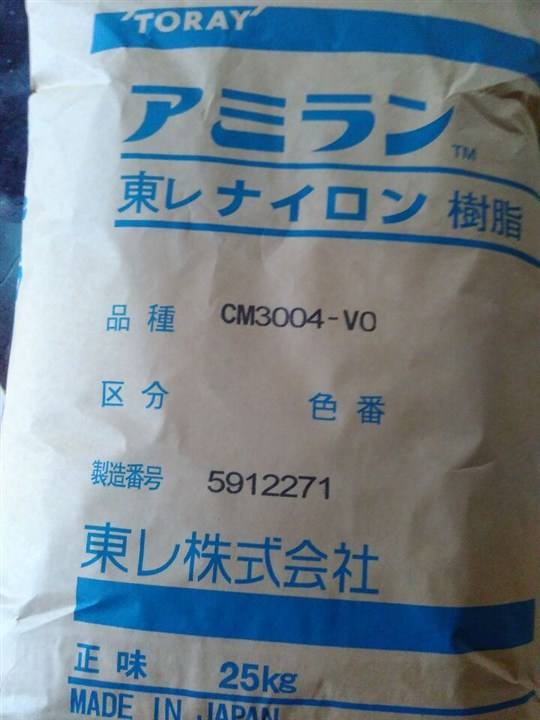 TORAY
アミラン™
東レ ナイロン 樹脂
品種 CM3004-V0
区分 色番
製造番号 5912271
東レ株式会社
正味 25kg
MADE IN JAPAN